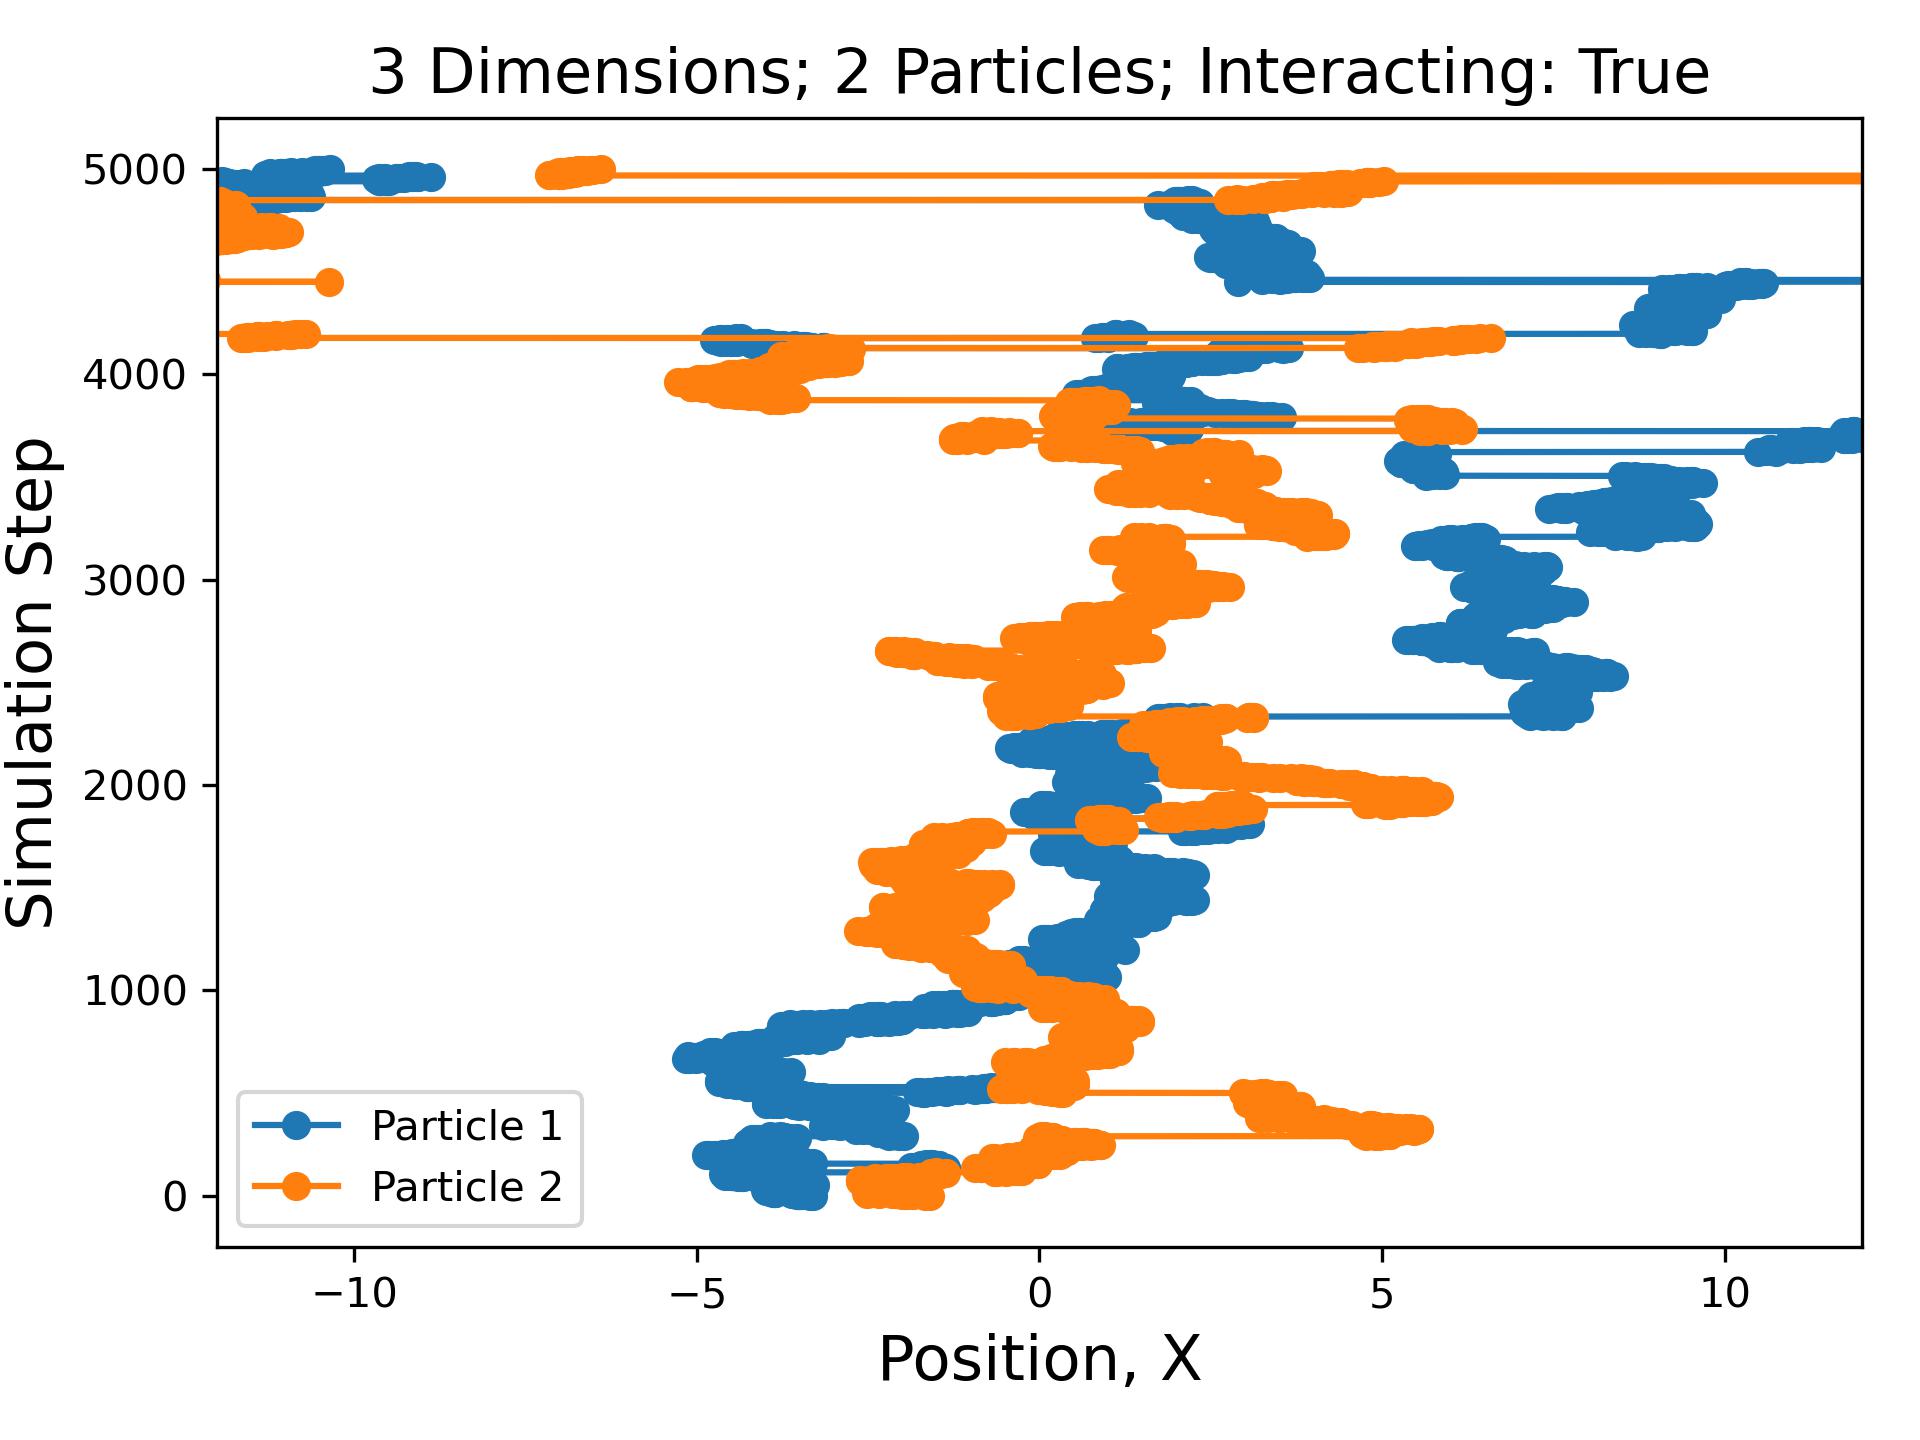 3 Dimensions; 2 Particles; Interacting: True
Simulation Step
5000
4000
3000
2000
1000
0
Particle 1
Particle 2
−10
−5
0
5
10
Position, X